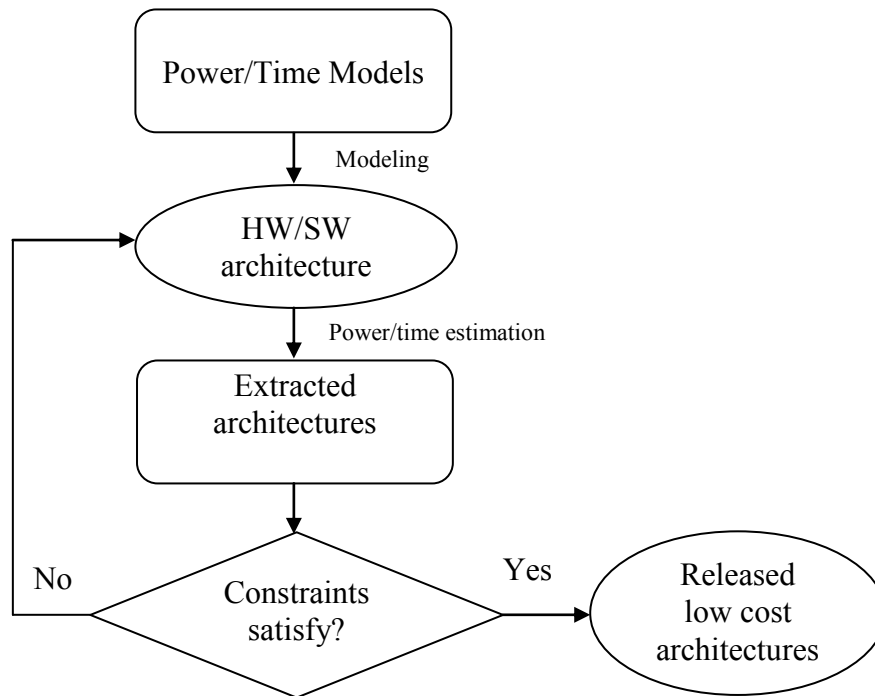 Power/Time Models
Modeling
HW/SW
architecture
Power/time estimation
Extracted
architectures
No
Constraints
satisfy?
Yes
Released
low cost
architectures